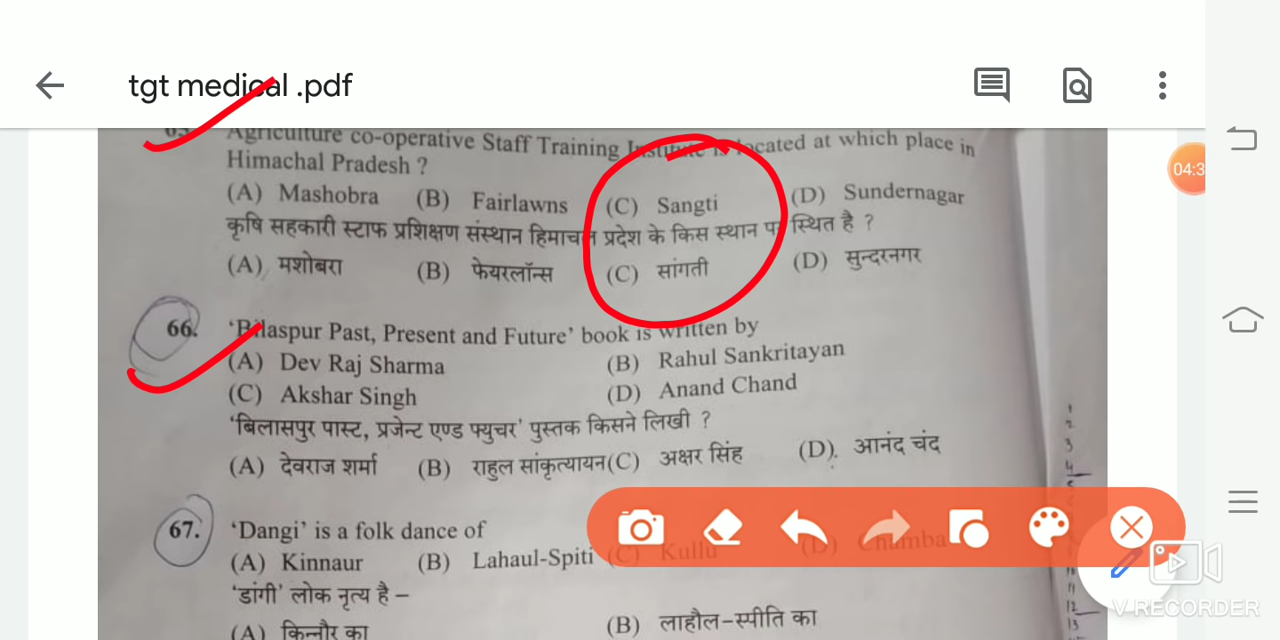 tgt medical .pdf
04:3
65. Agriculture co-operative Staff Training Institute is located at which place in
Himachal Pradesh ?
(A) Mashobra (B) Fairlawns (C) Sangti (D) Sundernagar
कृषि सहकारी स्टाफ प्रशिक्षण संस्थान हिमाचल प्रदेश के किस स्थान पर स्थित है ?
(A) मशोबरा (B) फेयरलॉन्स (C) सांगती (D) सुन्दरनगर
66. 'Bilaspur Past, Present and Future' book is written by
(A) Dev Raj Sharma (B) Rahul Sankritayan
(C) Akshar Singh (D) Anand Chand
'बिलासपुर पास्ट, प्रजेन्ट एण्ड फ्युचर' पुस्तक किसने लिखी ?
(A) देवराज शर्मा (B) राहुल सांकृत्यायन(C) अक्षर सिंह (D). आनंद चंद
67. 'Dangi' is a folk dance of
(A) Kinnaur (B) Lahaul-Spiti (C) Kullu (D) Chamba
'डांगी' लोक नृत्य है –
(A) किन्नौर का (B) लाहौल-स्पीति का
V RECORDER